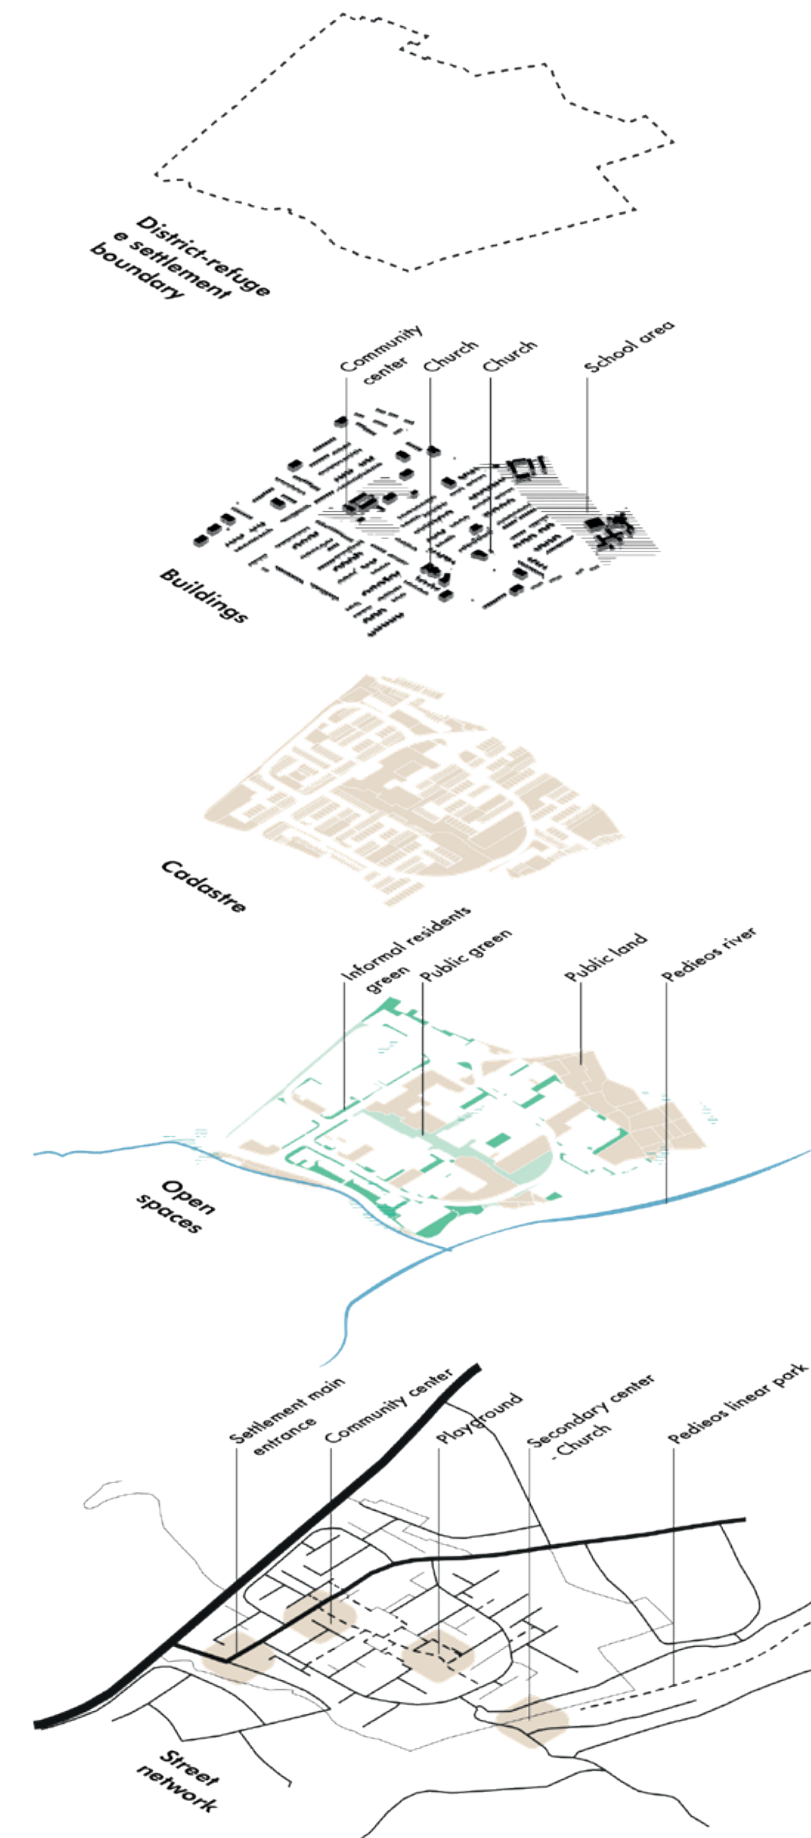 District-refuge
e settlement
boundary
Community
center
Church
Church
School area
Buildings
Cadastre
Informal residents
green
Public green
Public land
Pedieos river
Open
spaces
Settlement main
entrance
Community center
Playground
Secondary center
- Church
Pedieos linear park
Street
network